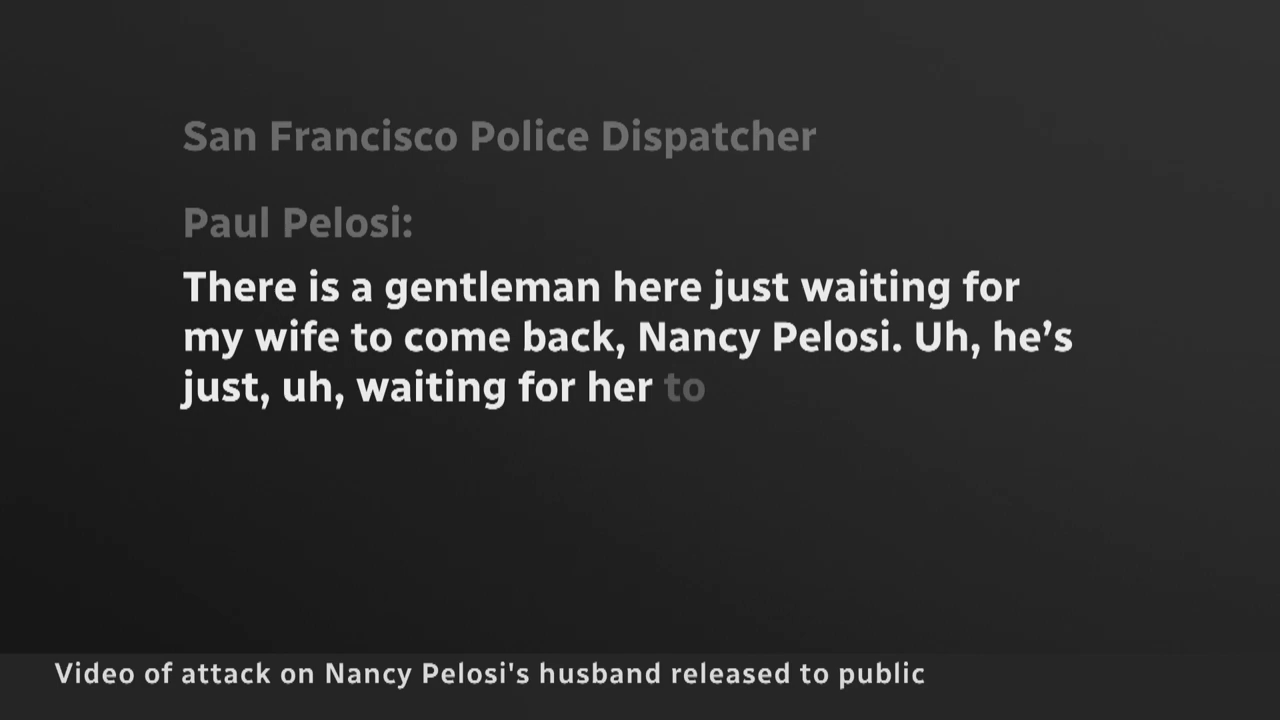 San Francisco Police Dispatcher
Paul Pelosi:
There is a gentleman here just waiting for
my wife to come back, Nancy Pelosi. Uh, he’s
just, uh, waiting for her to
Video of attack on Nancy Pelosi's husband released to public